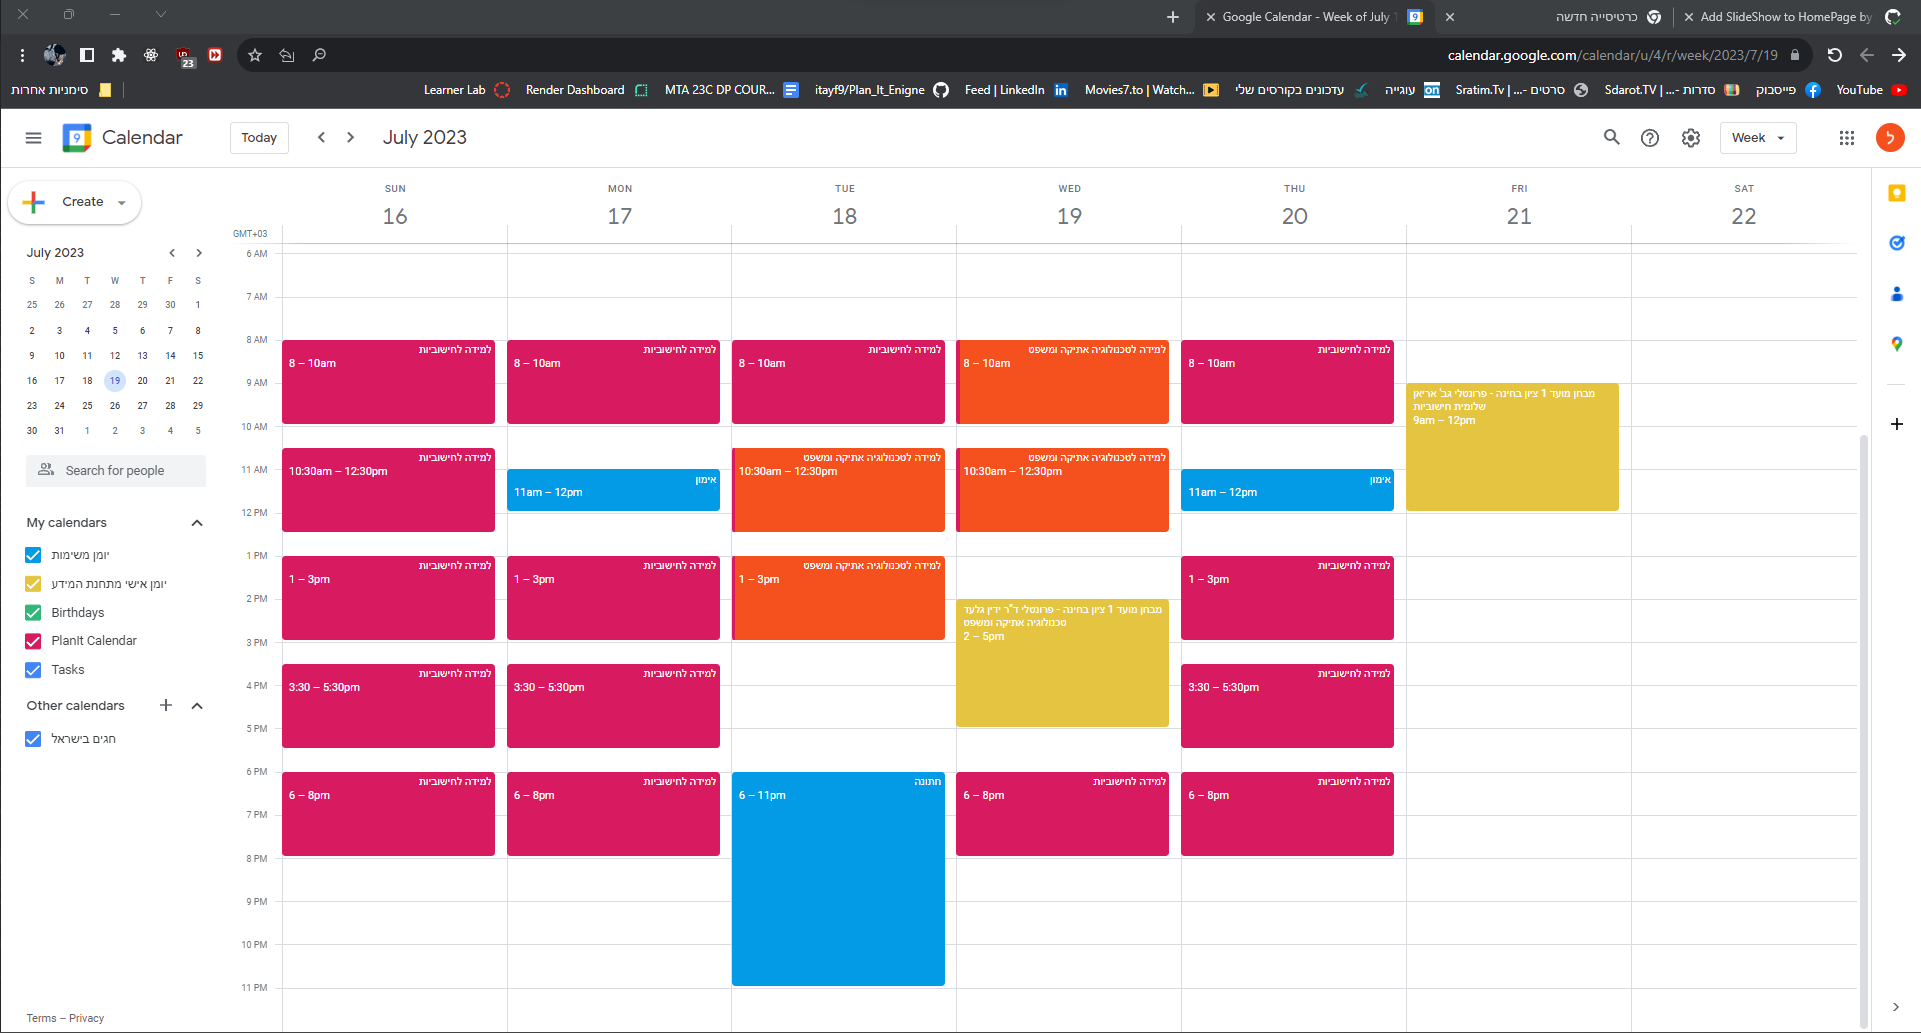 Google Calendar - Week of July 1
כרטיסייה חדשה
Add SlideShow to HomePage by
23
calendar.google.com/calendar/u/4/r/week/2023/7/19
סימניות אחרות
Learner Lab
Render Dashboard
MTA 23C DP COUR...
itayf9/Plan_It_Enigne
Feed | LinkedIn
Movies7.to | Watch...
עדכונים בקורסים שלי
on
עוגייה
Sratim.Tv | ...- סרטים
Sdarot.TV | ...- סדרות
פייסבוק
YouTube
9
Calendar
Today
July 2023
Week
כ
Create
SUN
16
MON
17
TUE
18
WED
19
THU
20
FRI
21
SAT
22
GMT+03
July 2023
S M T W T F S
25 26 27 28 29 30 1
2 3 4 5 6 7 8
9 10 11 12 13 14 15
16 17 18 19 20 21 22
23 24 25 26 27 28 29
30 31 1 2 3 4 5
Search for people
My calendars
יומן משימות
יומן אישי מתחנת המידע
Birthdays
PlanIt Calendar
Tasks
Other calendars
חגים בישראל
Terms – Privacy
6 AM
7 AM
8 AM
9 AM
10 AM
11 AM
12 PM
1 PM
2 PM
3 PM
4 PM
5 PM
6 PM
7 PM
8 PM
9 PM
10 PM
11 PM
למידה לחישוביות
8 – 10am
למידה לחישוביות
10:30am – 12:30pm
למידה לחישוביות
1 – 3pm
למידה לחישוביות
3:30 – 5:30pm
למידה לחישוביות
6 – 8pm
למידה לחישוביות
8 – 10am
אימון
11am – 12pm
למידה לחישוביות
1 – 3pm
למידה לחישוביות
3:30 – 5:30pm
למידה לחישוביות
6 – 8pm
למידה לחישוביות
8 – 10am
למידה לטכנולוגיה אתיקה ומשפט
10:30am – 12:30pm
למידה לטכנולוגיה אתיקה ומשפט
1 – 3pm
חתונה
6 – 11pm
למידה לטכנולוגיה אתיקה ומשפט
8 – 10am
למידה לטכנולוגיה אתיקה ומשפט
10:30am – 12:30pm
מבחן מועד 1 ציון בחינה - פרונטלי ד"ר ידין גלעד
טכנולוגיה אתיקה ומשפט
2 – 5pm
למידה לחישוביות
6 – 8pm
למידה לחישוביות
8 – 10am
אימון
11am – 12pm
למידה לחישוביות
1 – 3pm
למידה לחישוביות
3:30 – 5:30pm
למידה לחישוביות
6 – 8pm
מבחן מועד 1 ציון בחינה - פרונטלי גב' אריאן
שלומית חישוביות
9am – 12pm